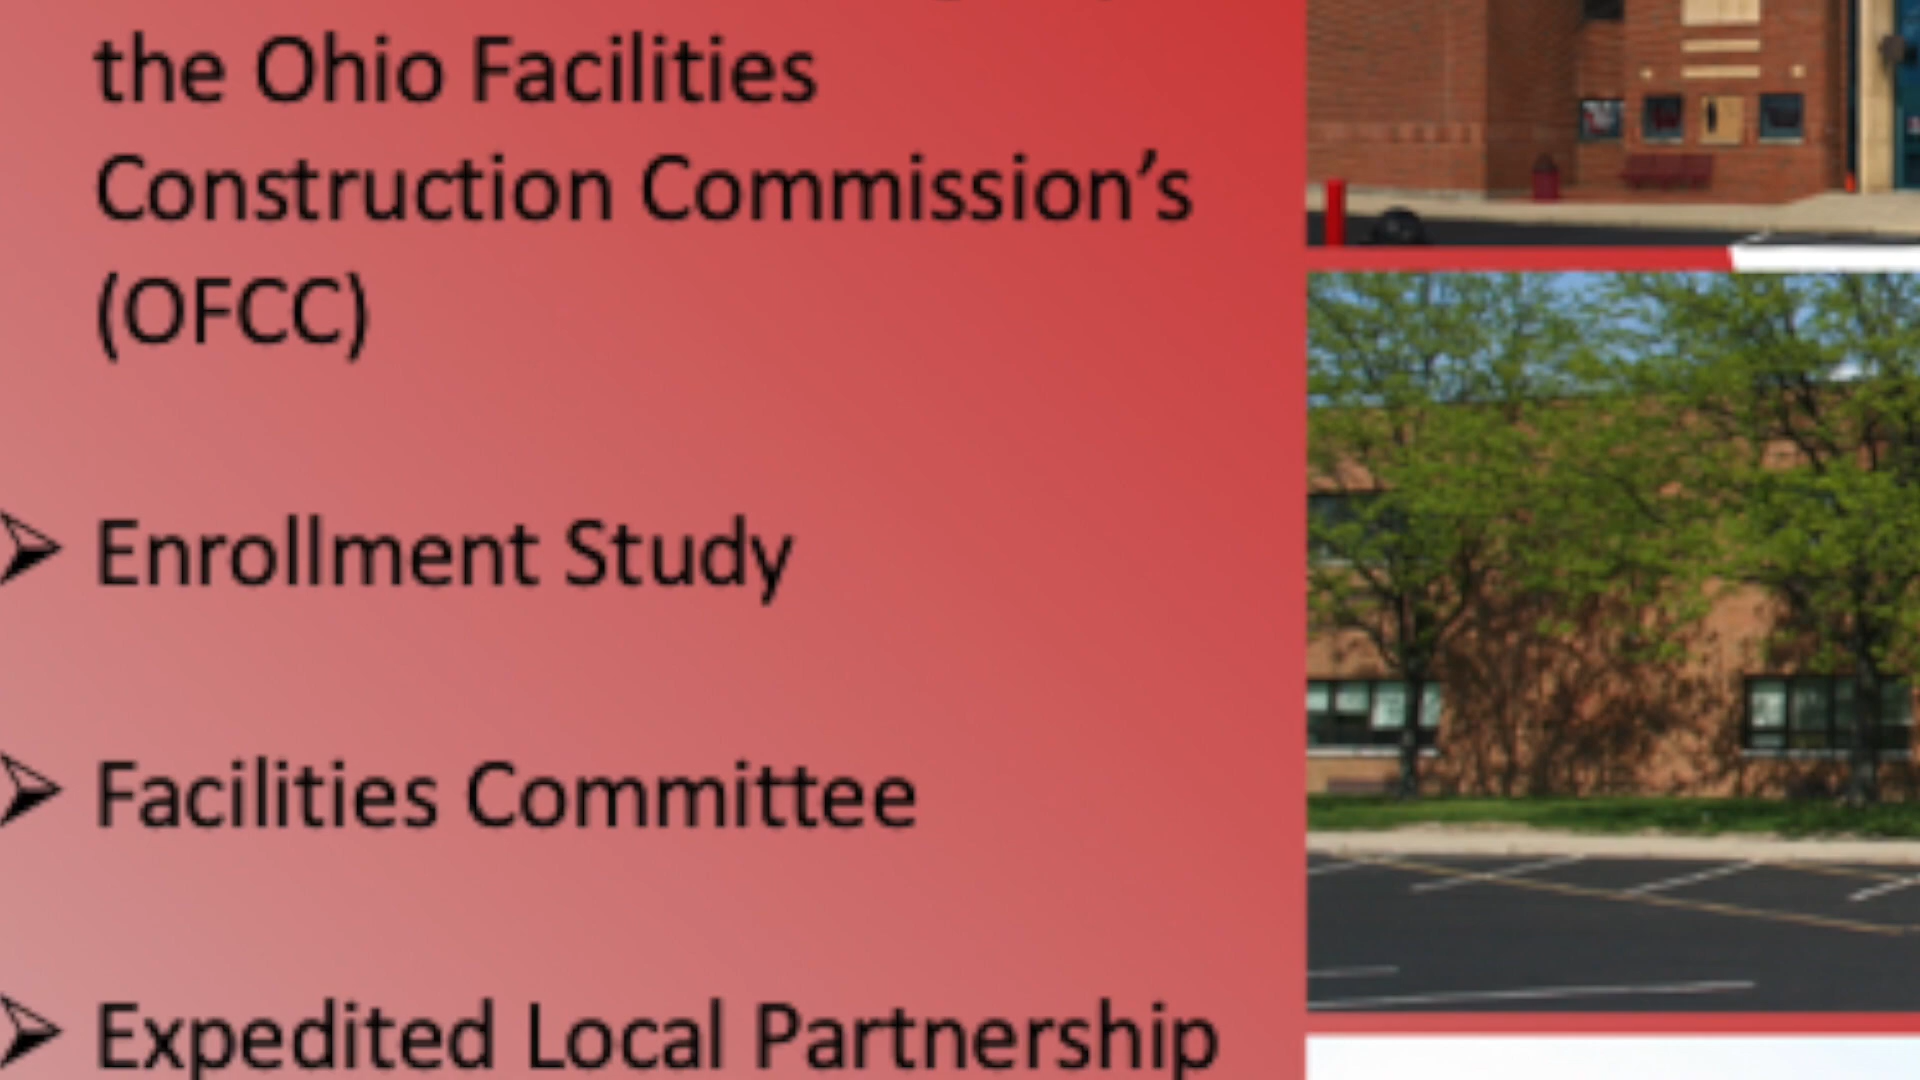 the Ohio Facilities
Construction Commission’s
(OFCC)
➢ Enrollment Study
➢ Facilities Committee
➢ Expedited Local Partnership